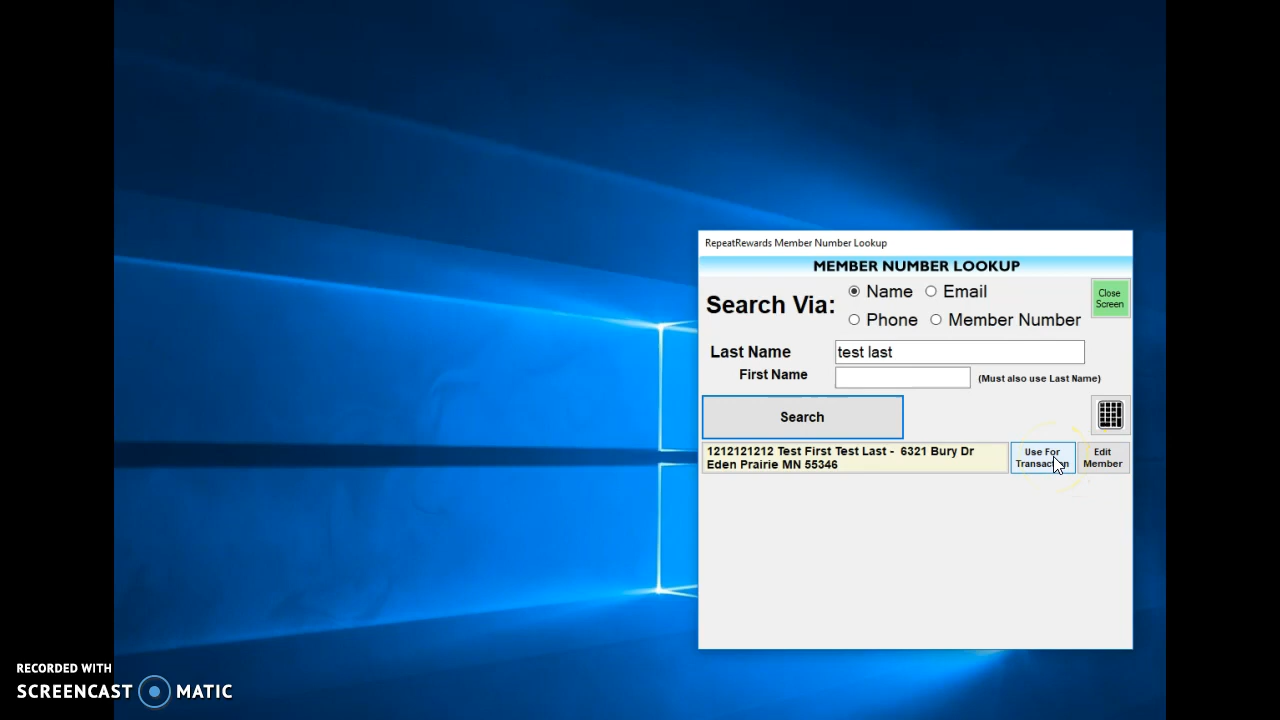 RepeatRewards Member Number Lookup
MEMBER NUMBER LOOKUP
Search Via:
Name
Email
Phone
Member Number
Close
Screen
Last Name
test last
First Name
(Must also use Last Name)
Search
1212121212 Test First Test Last - 6321 Bury Dr
Eden Prairie MN 55346
Use For
Transaction
Edit
Member
RECORDED WITH
SCREENCAST MATIC